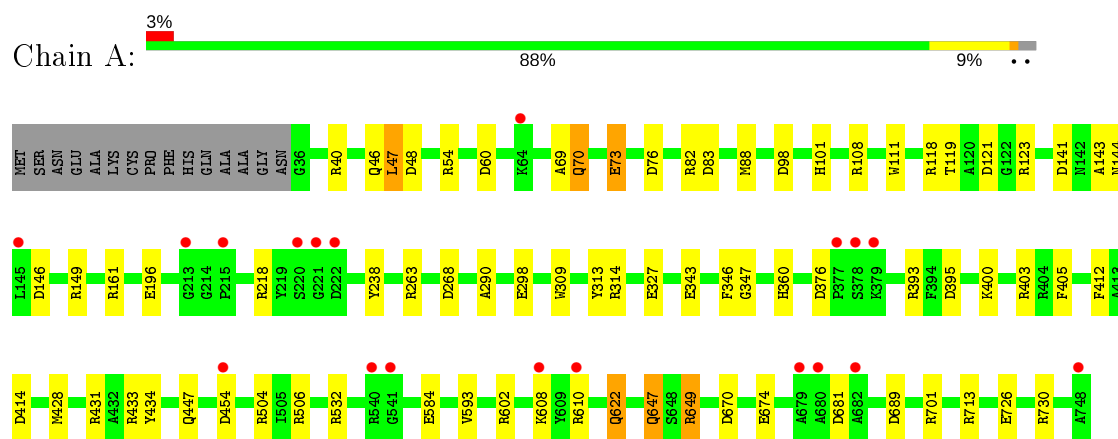 3%
Chain A:
88% 9% • •
MET SER ASN GLU ALA LYS CYS PRO PHE HIS GLN ALA ALA GLY ASN G36 R40 Q46 L47 D48 R54 D60 K64 A69 Q70 E73 D76 R82 D83 M88 D98 H101 R108 W111 R118 T119 A120 D121 G122 R123 D141 N142 A143 N144
L145 D146 R149 R161 E196 G213 G214 P215 R218 Y219 S220 G221 D222 Y238 R263 D268 A290 E298 W309 Y313 R314 E327 E343 F346 G347 H360 D376 P377 S378 K379 R393 F394 D395 K400 R403 R404 F405 F412 A413
D414 M428 R431 A432 R433 Y434 Q447 D454 R504 I505 R506 R532 R540 G541 E584 V593 R602 K608 Y609 R610 Q622 Q647 S648 R649 D670 E674 A679 A680 D681 A682 D689 R701 R713 E726 R730 A748